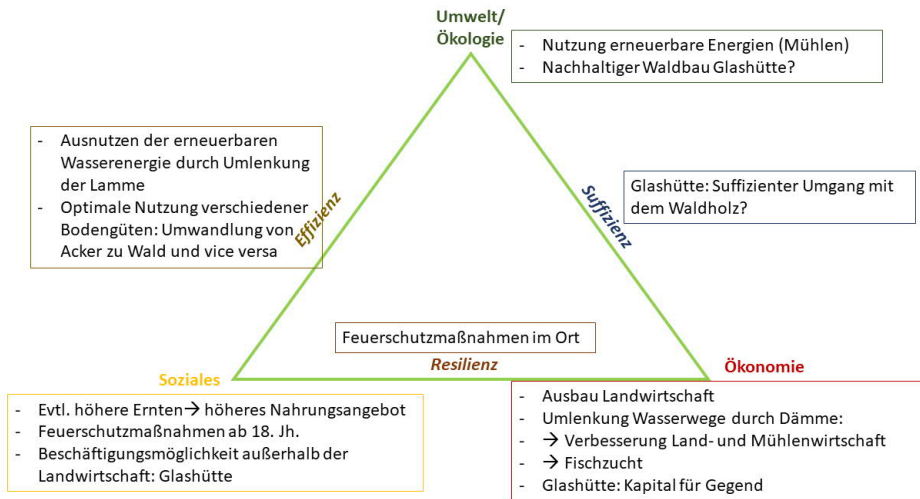 Umwelt/
Ökologie
- Nutzung erneuerbare Energien (Mühlen)
- Nachhaltiger Waldbau Glashütte?
- Ausnutzen der erneuerbaren
Wasserenergie durch Umlenkung
der Lamme
- Optimale Nutzung verschiedener
Bodengüten: Umwandlung von
Acker zu Wald und vice versa
Effizienz
Suffizienz
Glashütte: Suffizienter Umgang mit
dem Waldholz?
Feuerschutzmaßnahmen im Ort
Resilienz
Soziales
- Evtl. höhere Ernten→ höheres Nahrungsangebot
- Feuerschutzmaßnahmen ab 18. Jh.
- Beschäftigungsmöglichkeit außerhalb der
Landwirtschaft: Glashütte
Ökonomie
- Ausbau Landwirtschaft
- Umlenkung Wasserwege durch Dämme:
- → Verbesserung Land- und Mühlenwirtschaft
- → Fischzucht
- Glashütte: Kapital für Gegend